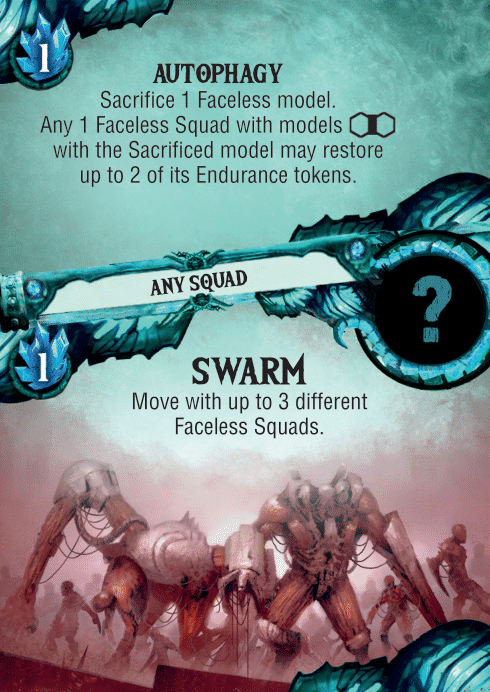 1
AUTOPHAGY
Sacrifice 1 Faceless model.
Any 1 Faceless Squad with models
with the Sacrificed model may restore
up to 2 of its Endurance tokens.
ANY SQUAD
?
1
SWARM
Move with up to 3 different
Faceless Squads.